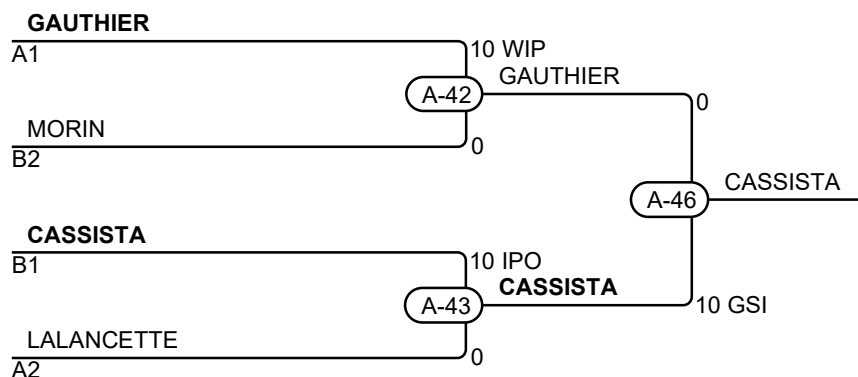 GAUTHIER
A1
10 WIP
GAUTHIER
A-42
0
MORIN
0
B2
A-46
CASSISTA
CASSISTA
B1
10 IPO
CASSISTA
A-43
10 GSI
LALANCETTE
0
A2